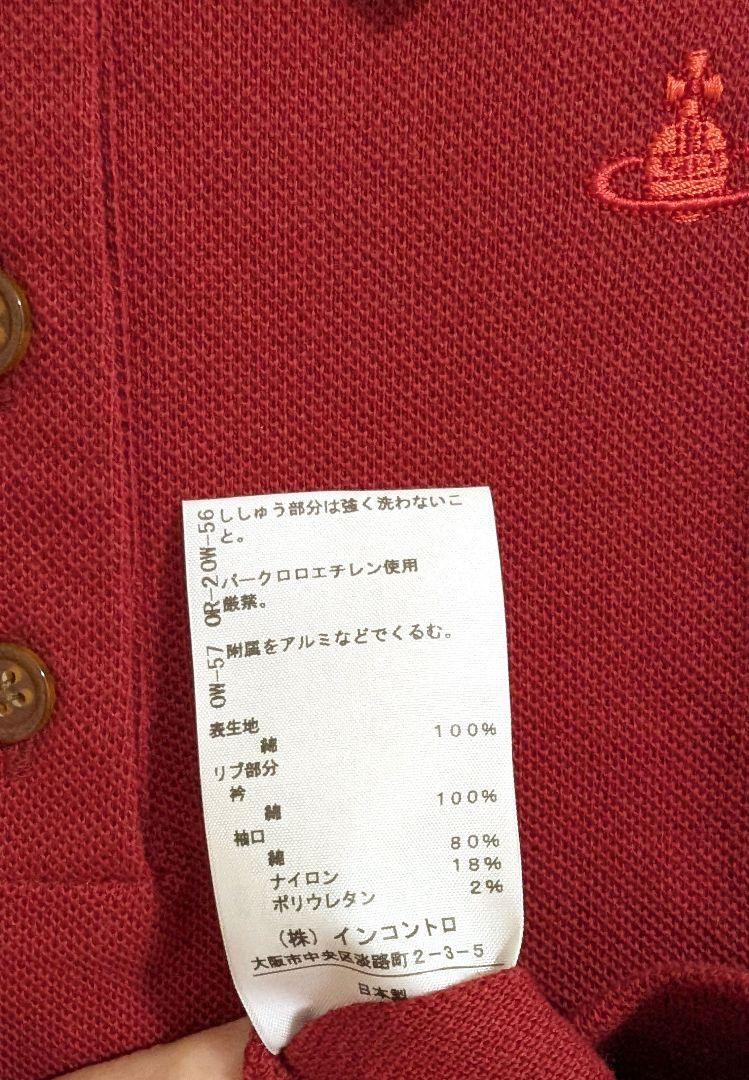 ししゅう部分は強く洗わないこ
と。
パークロロエチレン使用
厳禁。
附属をアルミなどでくるむ。
OW-57 OR-2OW-56
表生地
綿 100%
リブ部分
衿
綿 100%
袖口
綿 80%
ナイロン 18%
ポリウレタン 2%
(株) インコントロ
大阪市中央区淡路町2-3-5
日本製